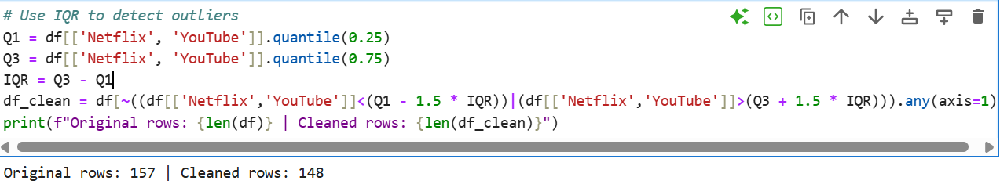 # Use IQR to detect outliers
Q1 = df[['Netflix', 'YouTube']].quantile(0.25)
Q3 = df[['Netflix', 'YouTube']].quantile(0.75)
IQR = Q3 - Q1
df_clean = df[~((df[['Netflix','YouTube']]<(Q1 - 1.5 * IQR))|(df[['Netflix','YouTube']]>(Q3 + 1.5 * IQR))).any(axis=1)
print(f"Original rows: {len(df)} | Cleaned rows: {len(df_clean)}")
Original rows: 157 | Cleaned rows: 148